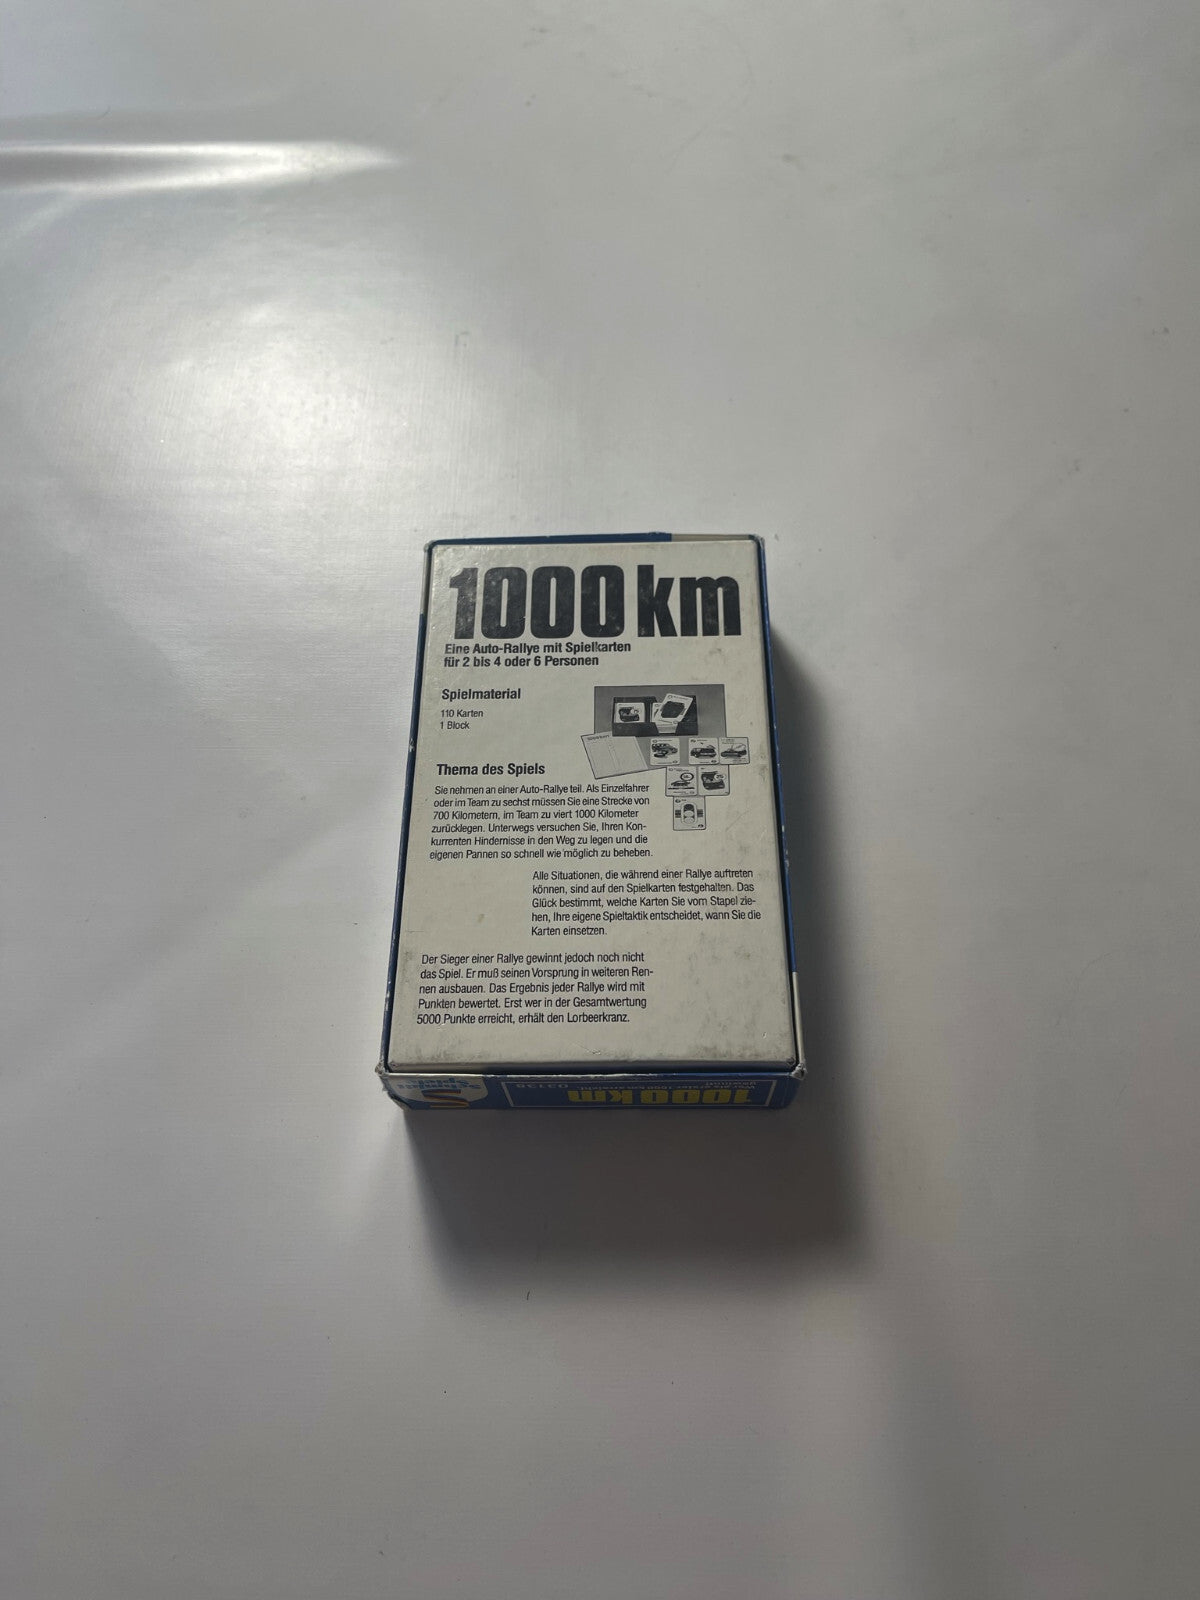 1000 km
Eine Auto-Rallye mit Spielkarten
für 2 bis 4 oder 6 Personen
Spielmaterial
110 Karten
1 Block
Thema des Spiels
Sie nehmen an einer Auto-Rallye teil. Als Einzelfahrer
oder im Team zu sechst müssen Sie eine Strecke von
700 Kilometern, im Team zu viert 1000 Kilometer
zurücklegen. Unterwegs versuchen Sie, Ihren Kon-
kurrenten Hindernisse in den Weg zu legen und die
eigenen Pannen so schnell wie möglich zu beheben.
Alle Situationen, die während einer Rallye auftreten
können, sind auf den Spielkarten festgehalten. Das
Glück bestimmt, welche Karten Sie vom Stapel zie-
hen, Ihre eigene Spieltaktik entscheidet, wann Sie die
Karten einsetzen.
Der Sieger einer Rallye gewinnt jedoch noch nicht
das Spiel. Er muß seinen Vorsprung in weiteren Ren-
nen ausbauen. Das Ergebnis jeder Rallye wird mit
Punkten bewertet. Erst wer in der Gesamtwertung
5000 Punkte erreicht, erhält den Lorbeerkranz.
1000 km
Schmidt
Spiele